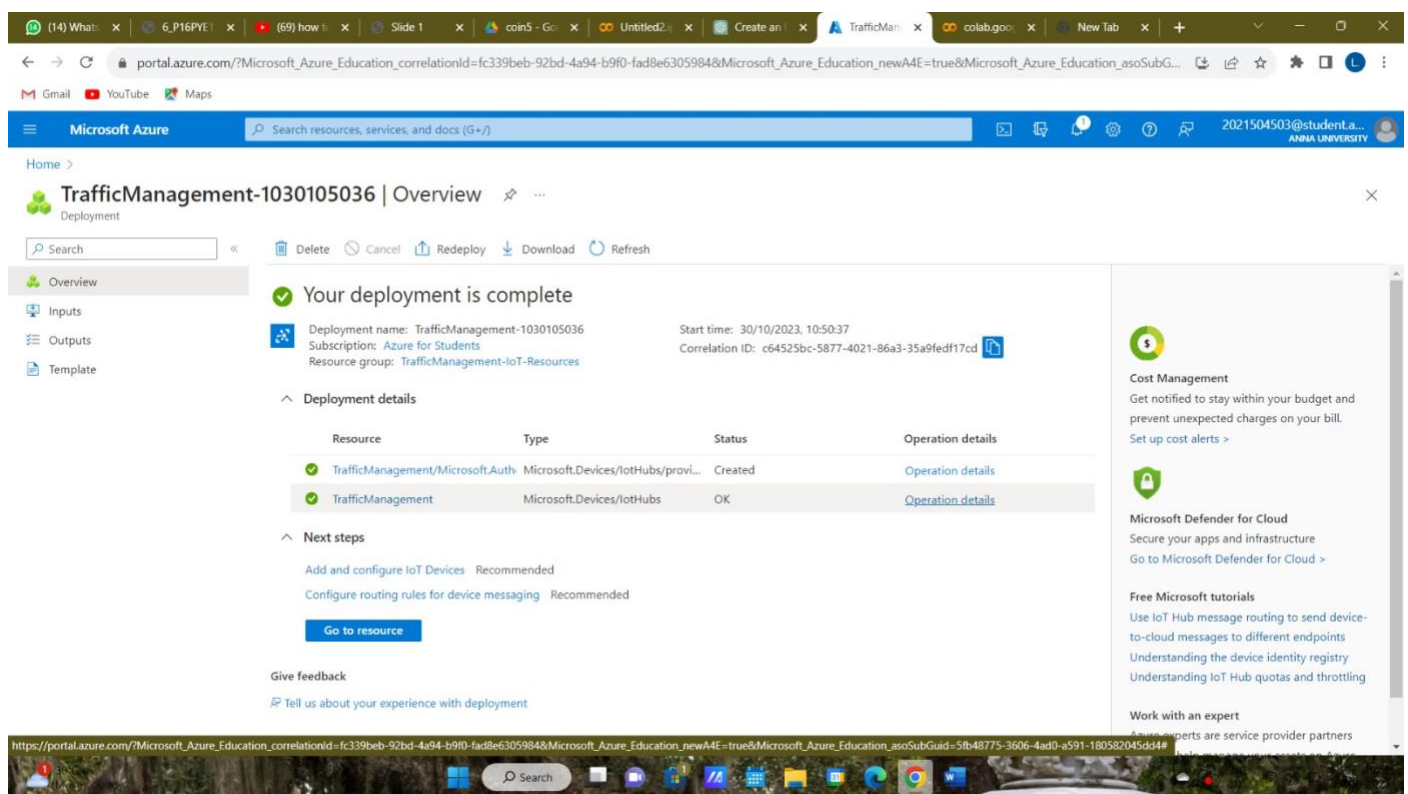 (14) Whats
6_P16PYE1
(69) how t
Slide 1
coin5 - Go
Untitled2.i
Create an
TrafficMan
colab.goo
New Tab
portal.azure.com/?Microsoft_Azure_Education_correlationId=fc339beb-92bd-4a94-b9f0-fad8e6305984&Microsoft_Azure_Education_newA4E=true&Microsoft_Azure_Education_asoSubG...
L
Gmail YouTube Maps
Microsoft Azure
Search resources, services, and docs (G+/)
1
2021504503@student.a...
ANNA UNIVERSITY
Home >
TrafficManagement-1030105036 | Overview
Deployment
Search
Delete Cancel Redeploy Download Refresh
Overview
Inputs
Outputs
Template
Your deployment is complete
Deployment name: TrafficManagement-1030105036
Subscription: Azure for Students
Resource group: TrafficManagement-IoT-Resources
Start time: 30/10/2023, 10:50:37
Correlation ID: c64525bc-5877-4021-86a3-35a9fedf17cd
Deployment details
Resource Type Status Operation details
TrafficManagement/Microsoft.Auth Microsoft.Devices/IotHubs/provi... Created Operation details
TrafficManagement Microsoft.Devices/IotHubs OK Operation details
Next steps
Add and configure IoT Devices Recommended
Configure routing rules for device messaging Recommended
Go to resource
Give feedback
Tell us about your experience with deployment
Cost Management
Get notified to stay within your budget and
prevent unexpected charges on your bill.
Set up cost alerts >
Microsoft Defender for Cloud
Secure your apps and infrastructure
Go to Microsoft Defender for Cloud >
Free Microsoft tutorials
Use IoT Hub message routing to send device-
to-cloud messages to different endpoints
Understanding the device identity registry
Understanding IoT Hub quotas and throttling
Work with an expert
Azure experts are service provider partners
https://portal.azure.com/?Microsoft_Azure_Education_correlationId=fc339beb-92bd-4a94-b9f0-fad8e6305984&Microsoft_Azure_Education_newA4E=true&Microsoft_Azure_Education_asoSubGuid=5fb48775-3606-4ad0-a591-180582045dd4#
Search